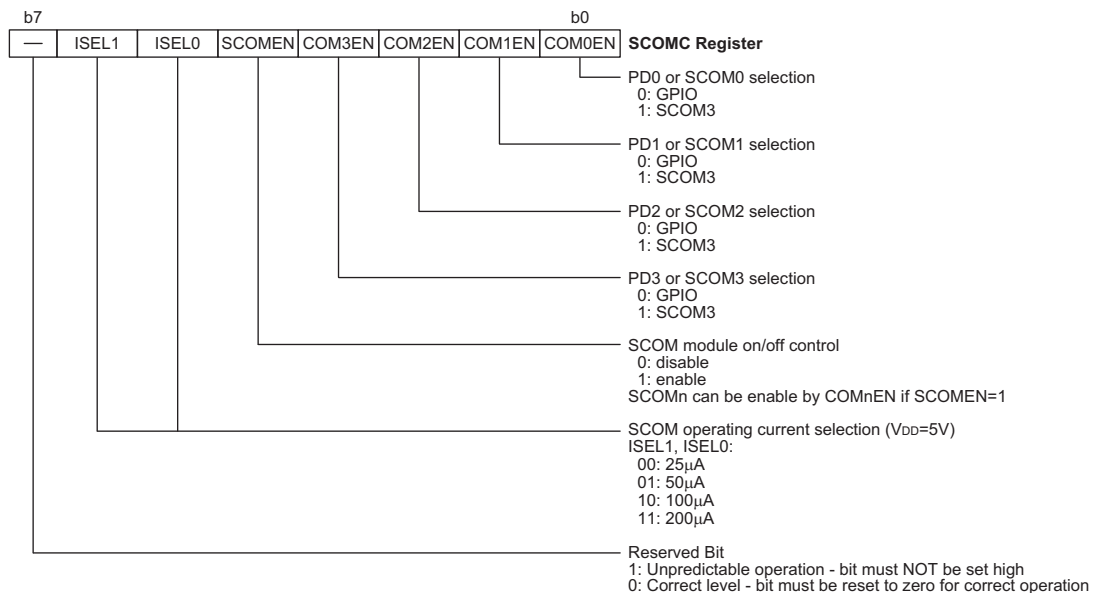 b7 b0
— ISEL1 ISEL0 SCOMEN COM3EN COM2EN COM1EN COM0EN SCOMC Register
PD0 or SCOM0 selection
0: GPIO
1: SCOM3
PD1 or SCOM1 selection
0: GPIO
1: SCOM3
PD2 or SCOM2 selection
0: GPIO
1: SCOM3
PD3 or SCOM3 selection
0: GPIO
1: SCOM3
SCOM module on/off control
0: disable
1: enable
SCOMn can be enable by COMnEN if SCOMEN=1
SCOM operating current selection (VDD=5V)
ISEL1, ISEL0:
00: 25μA
01: 50μA
10: 100μA
11: 200μA
Reserved Bit
1: Unpredictable operation - bit must NOT be set high
0: Correct level - bit must be reset to zero for correct operation